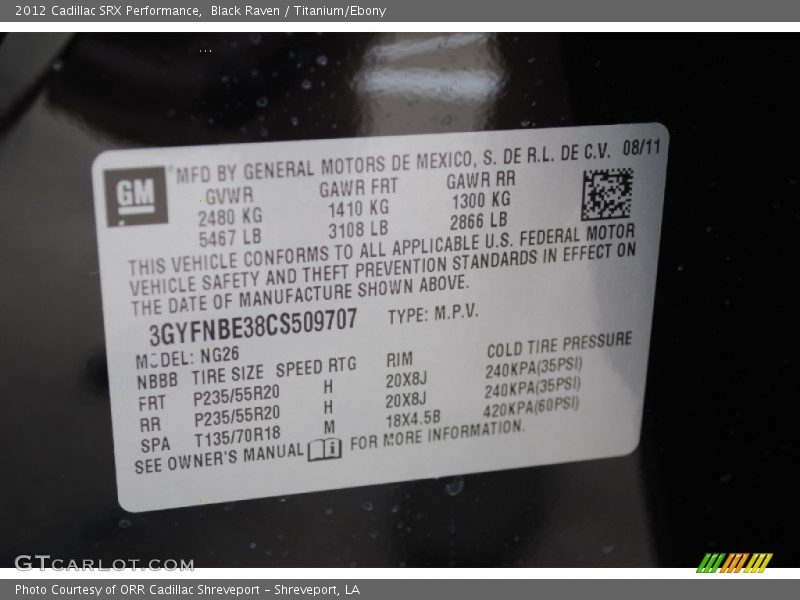 2012 Cadillac SRX Performance, Black Raven / Titanium/Ebony
GM
MFD BY GENERAL MOTORS DE MEXICO, S. DE R.L. DE C.V. 08/11
GVWR GAWR FRT GAWR RR
2480 KG 1410 KG 1300 KG
5467 LB 3108 LB 2866 LB
THIS VEHICLE CONFORMS TO ALL APPLICABLE U.S. FEDERAL MOTOR
VEHICLE SAFETY AND THEFT PREVENTION STANDARDS IN EFFECT ON
THE DATE OF MANUFACTURE SHOWN ABOVE.
3GYFNBE38CS509707 TYPE: M.P.V.
MODEL: NG26
NBBB TIRE SIZE SPEED RTG RIM COLD TIRE PRESSURE
FRT P235/55R20 H 20X8J 240KPA(35PSI)
RR P235/55R20 H 20X8J 240KPA(35PSI)
SPA T135/70R18 M 18X4.5B 420KPA(60PSI)
SEE OWNER'S MANUAL FOR MORE INFORMATION.
GTCARLOT.COM
Photo Courtesy of ORR Cadillac Shreveport - Shreveport, LA